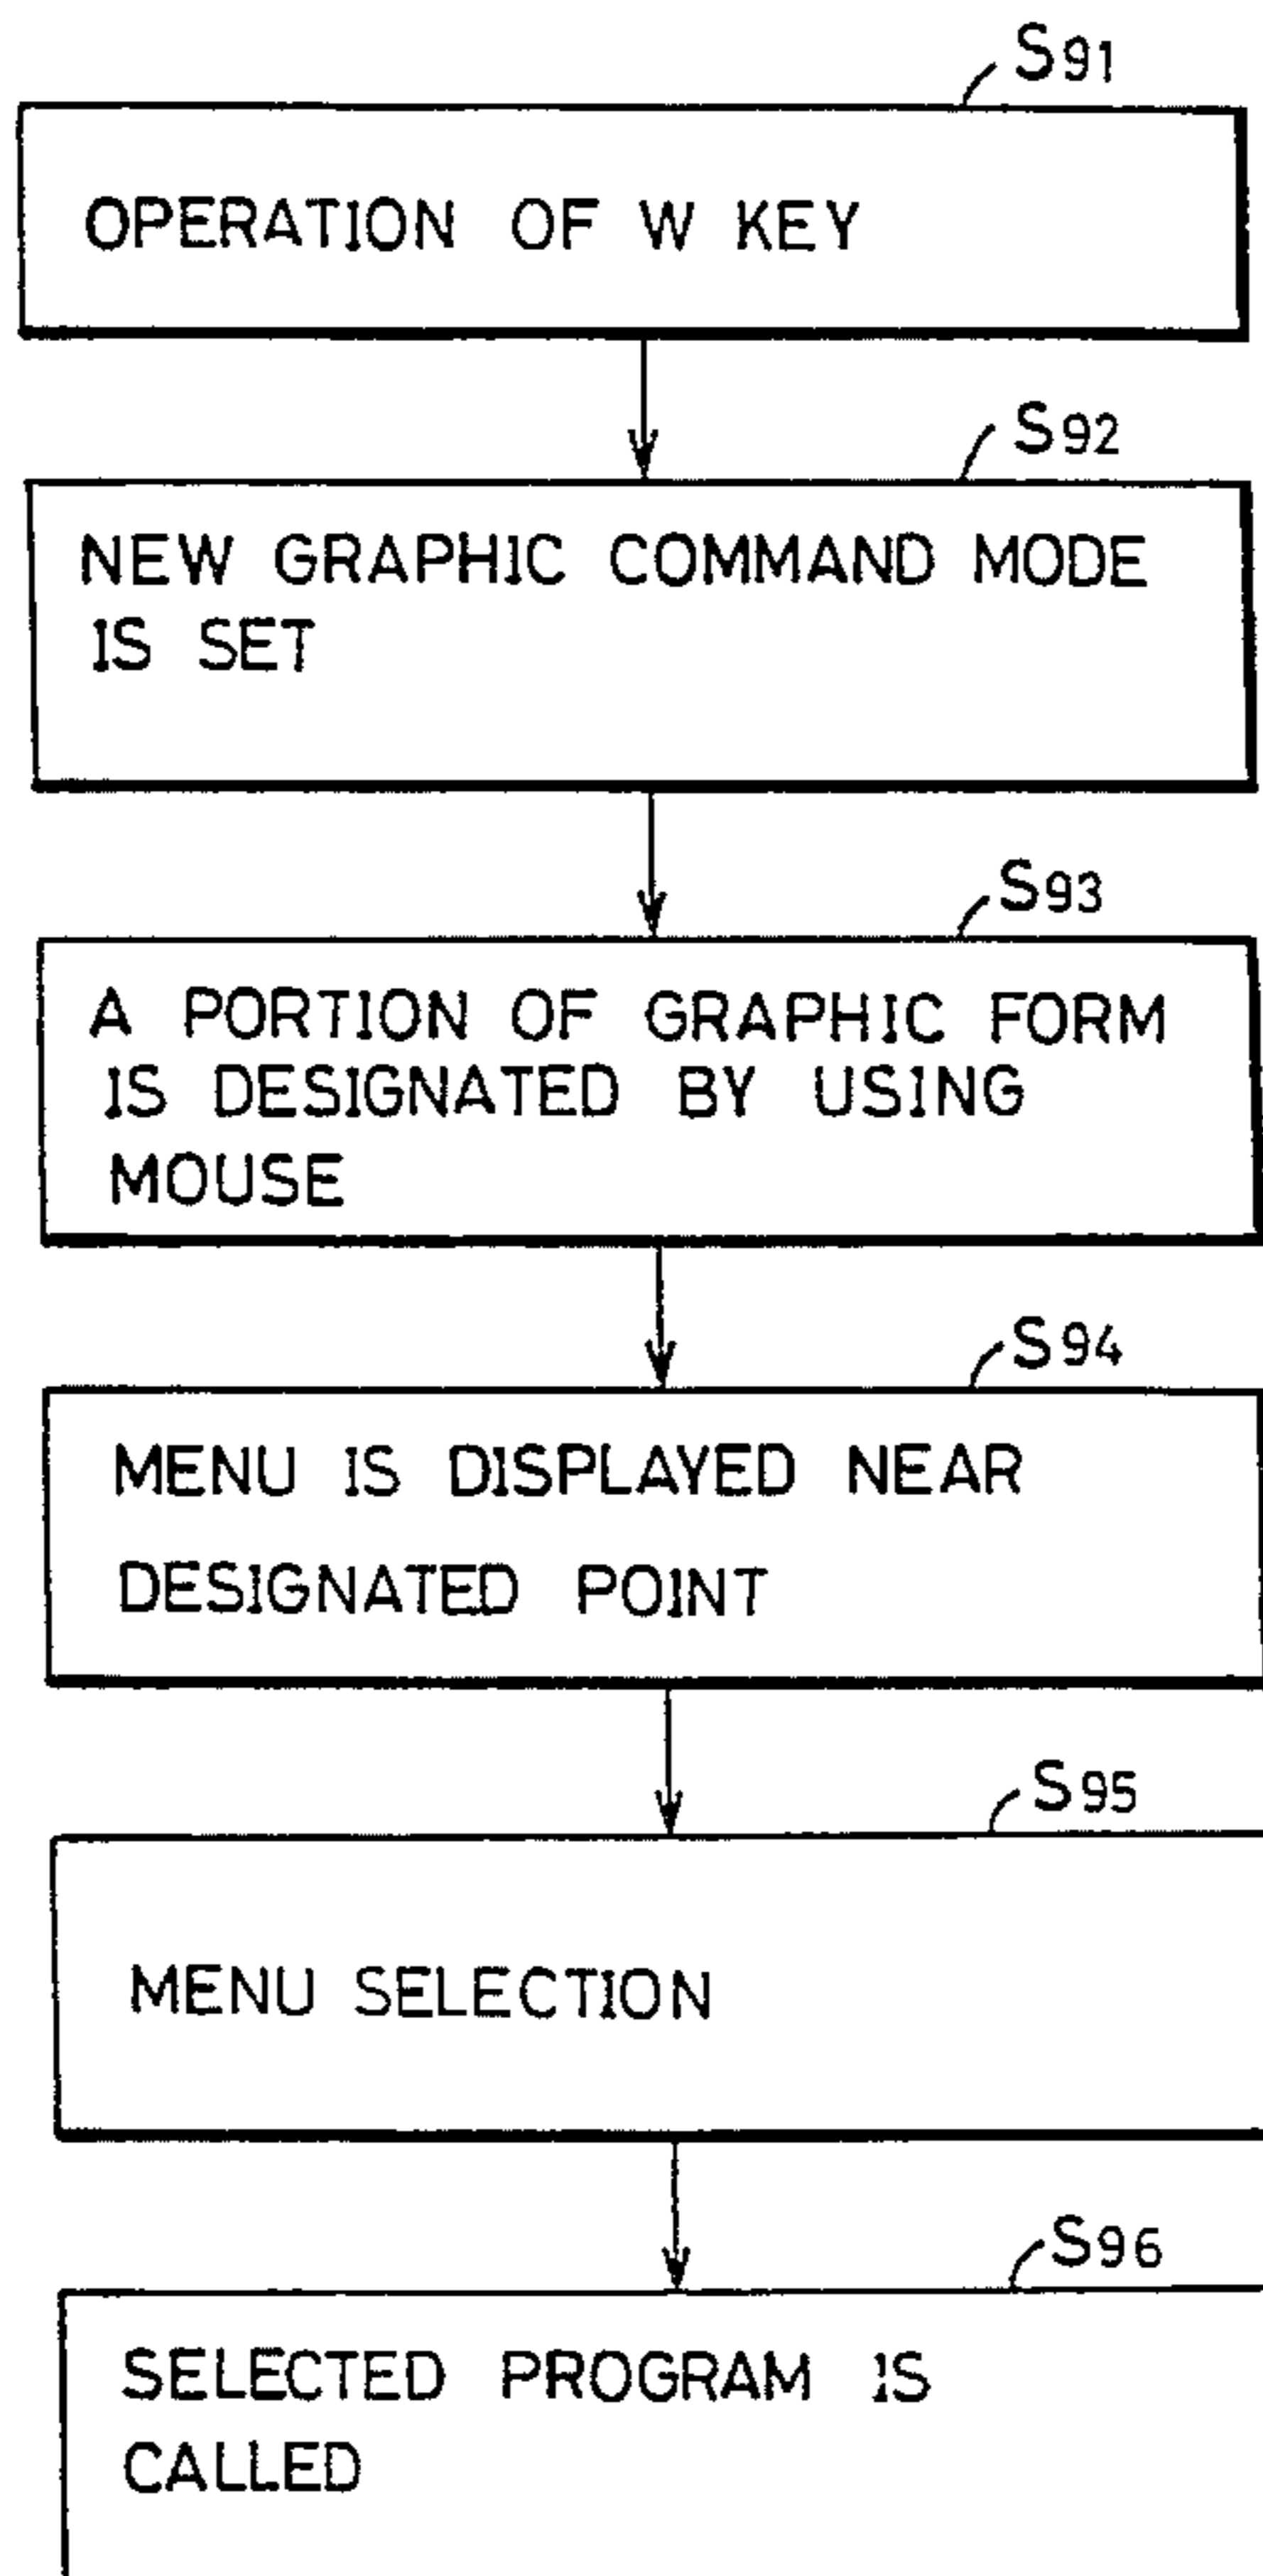 S91
OPERATION OF W KEY
S92
NEW GRAPHIC COMMAND MODE
IS SET
S93
A PORTION OF GRAPHIC FORM
IS DESIGNATED BY USING
MOUSE
S94
MENU IS DISPLAYED NEAR
DESIGNATED POINT
S95
MENU SELECTION
S96
SELECTED PROGRAM IS
CALLED